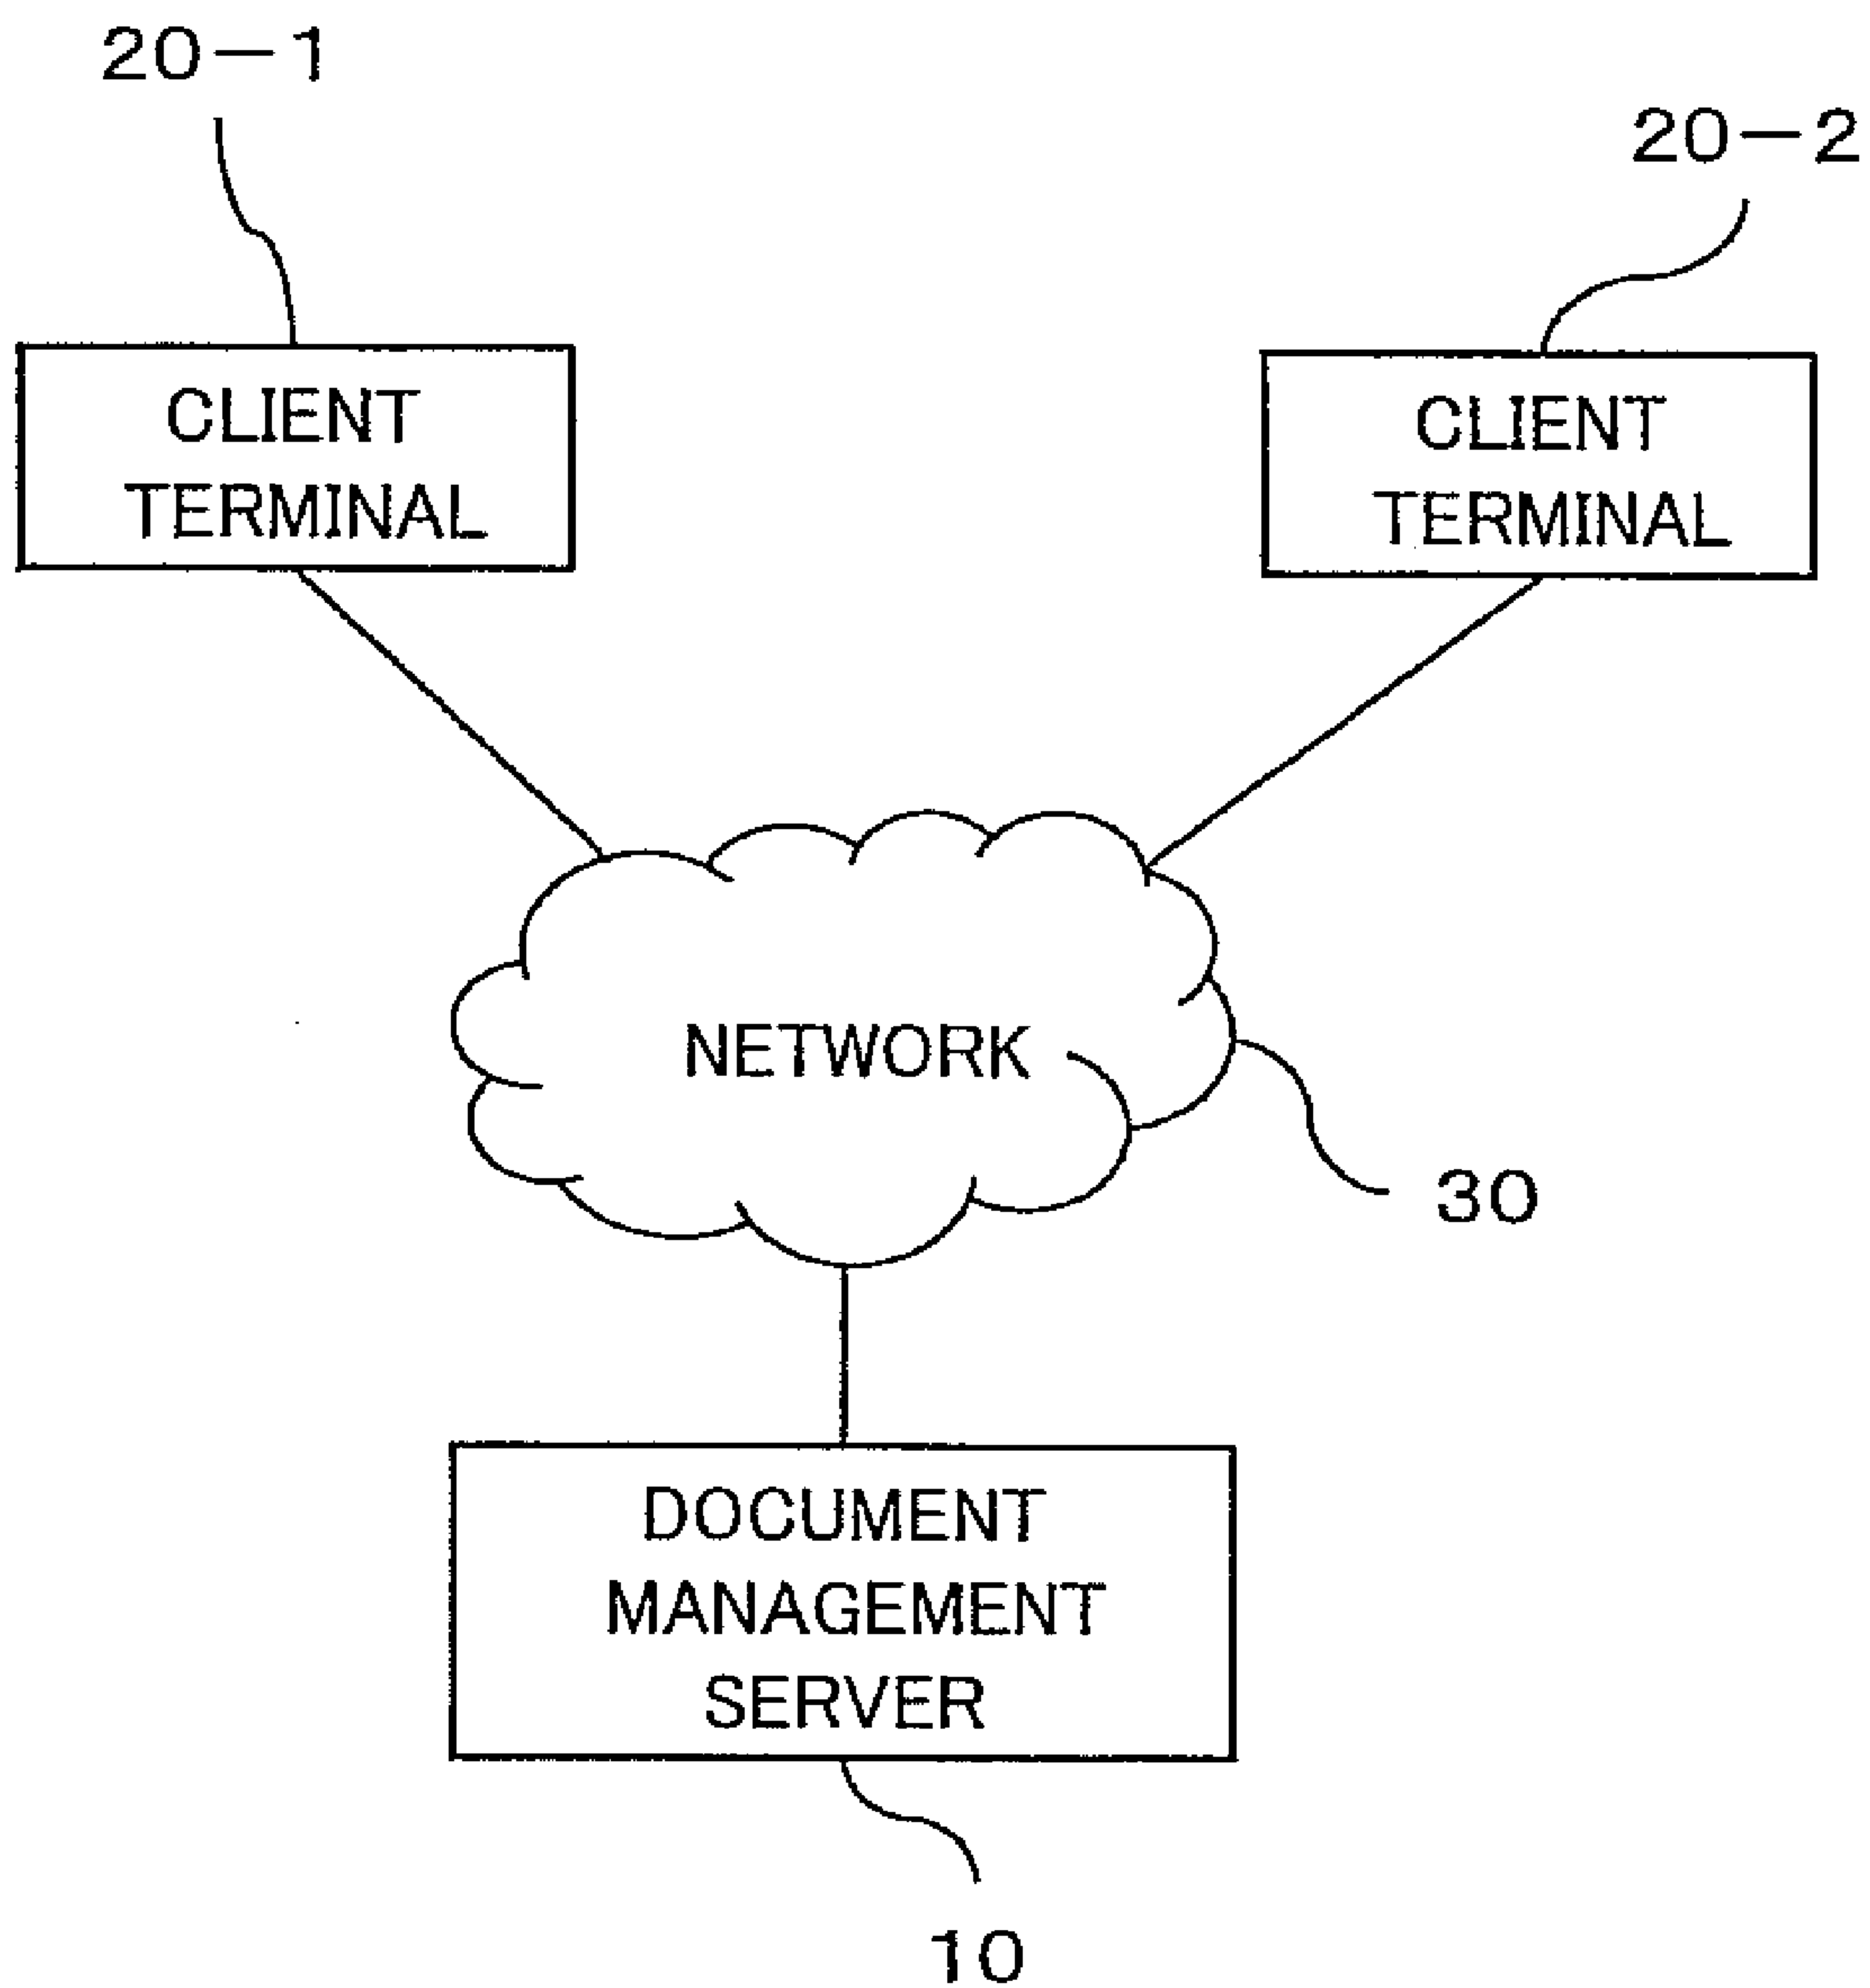 20-1
20-2
CLIENT
TERMINAL
CLIENT
TERMINAL
NETWORK
30
DOCUMENT
MANAGEMENT
SERVER
10